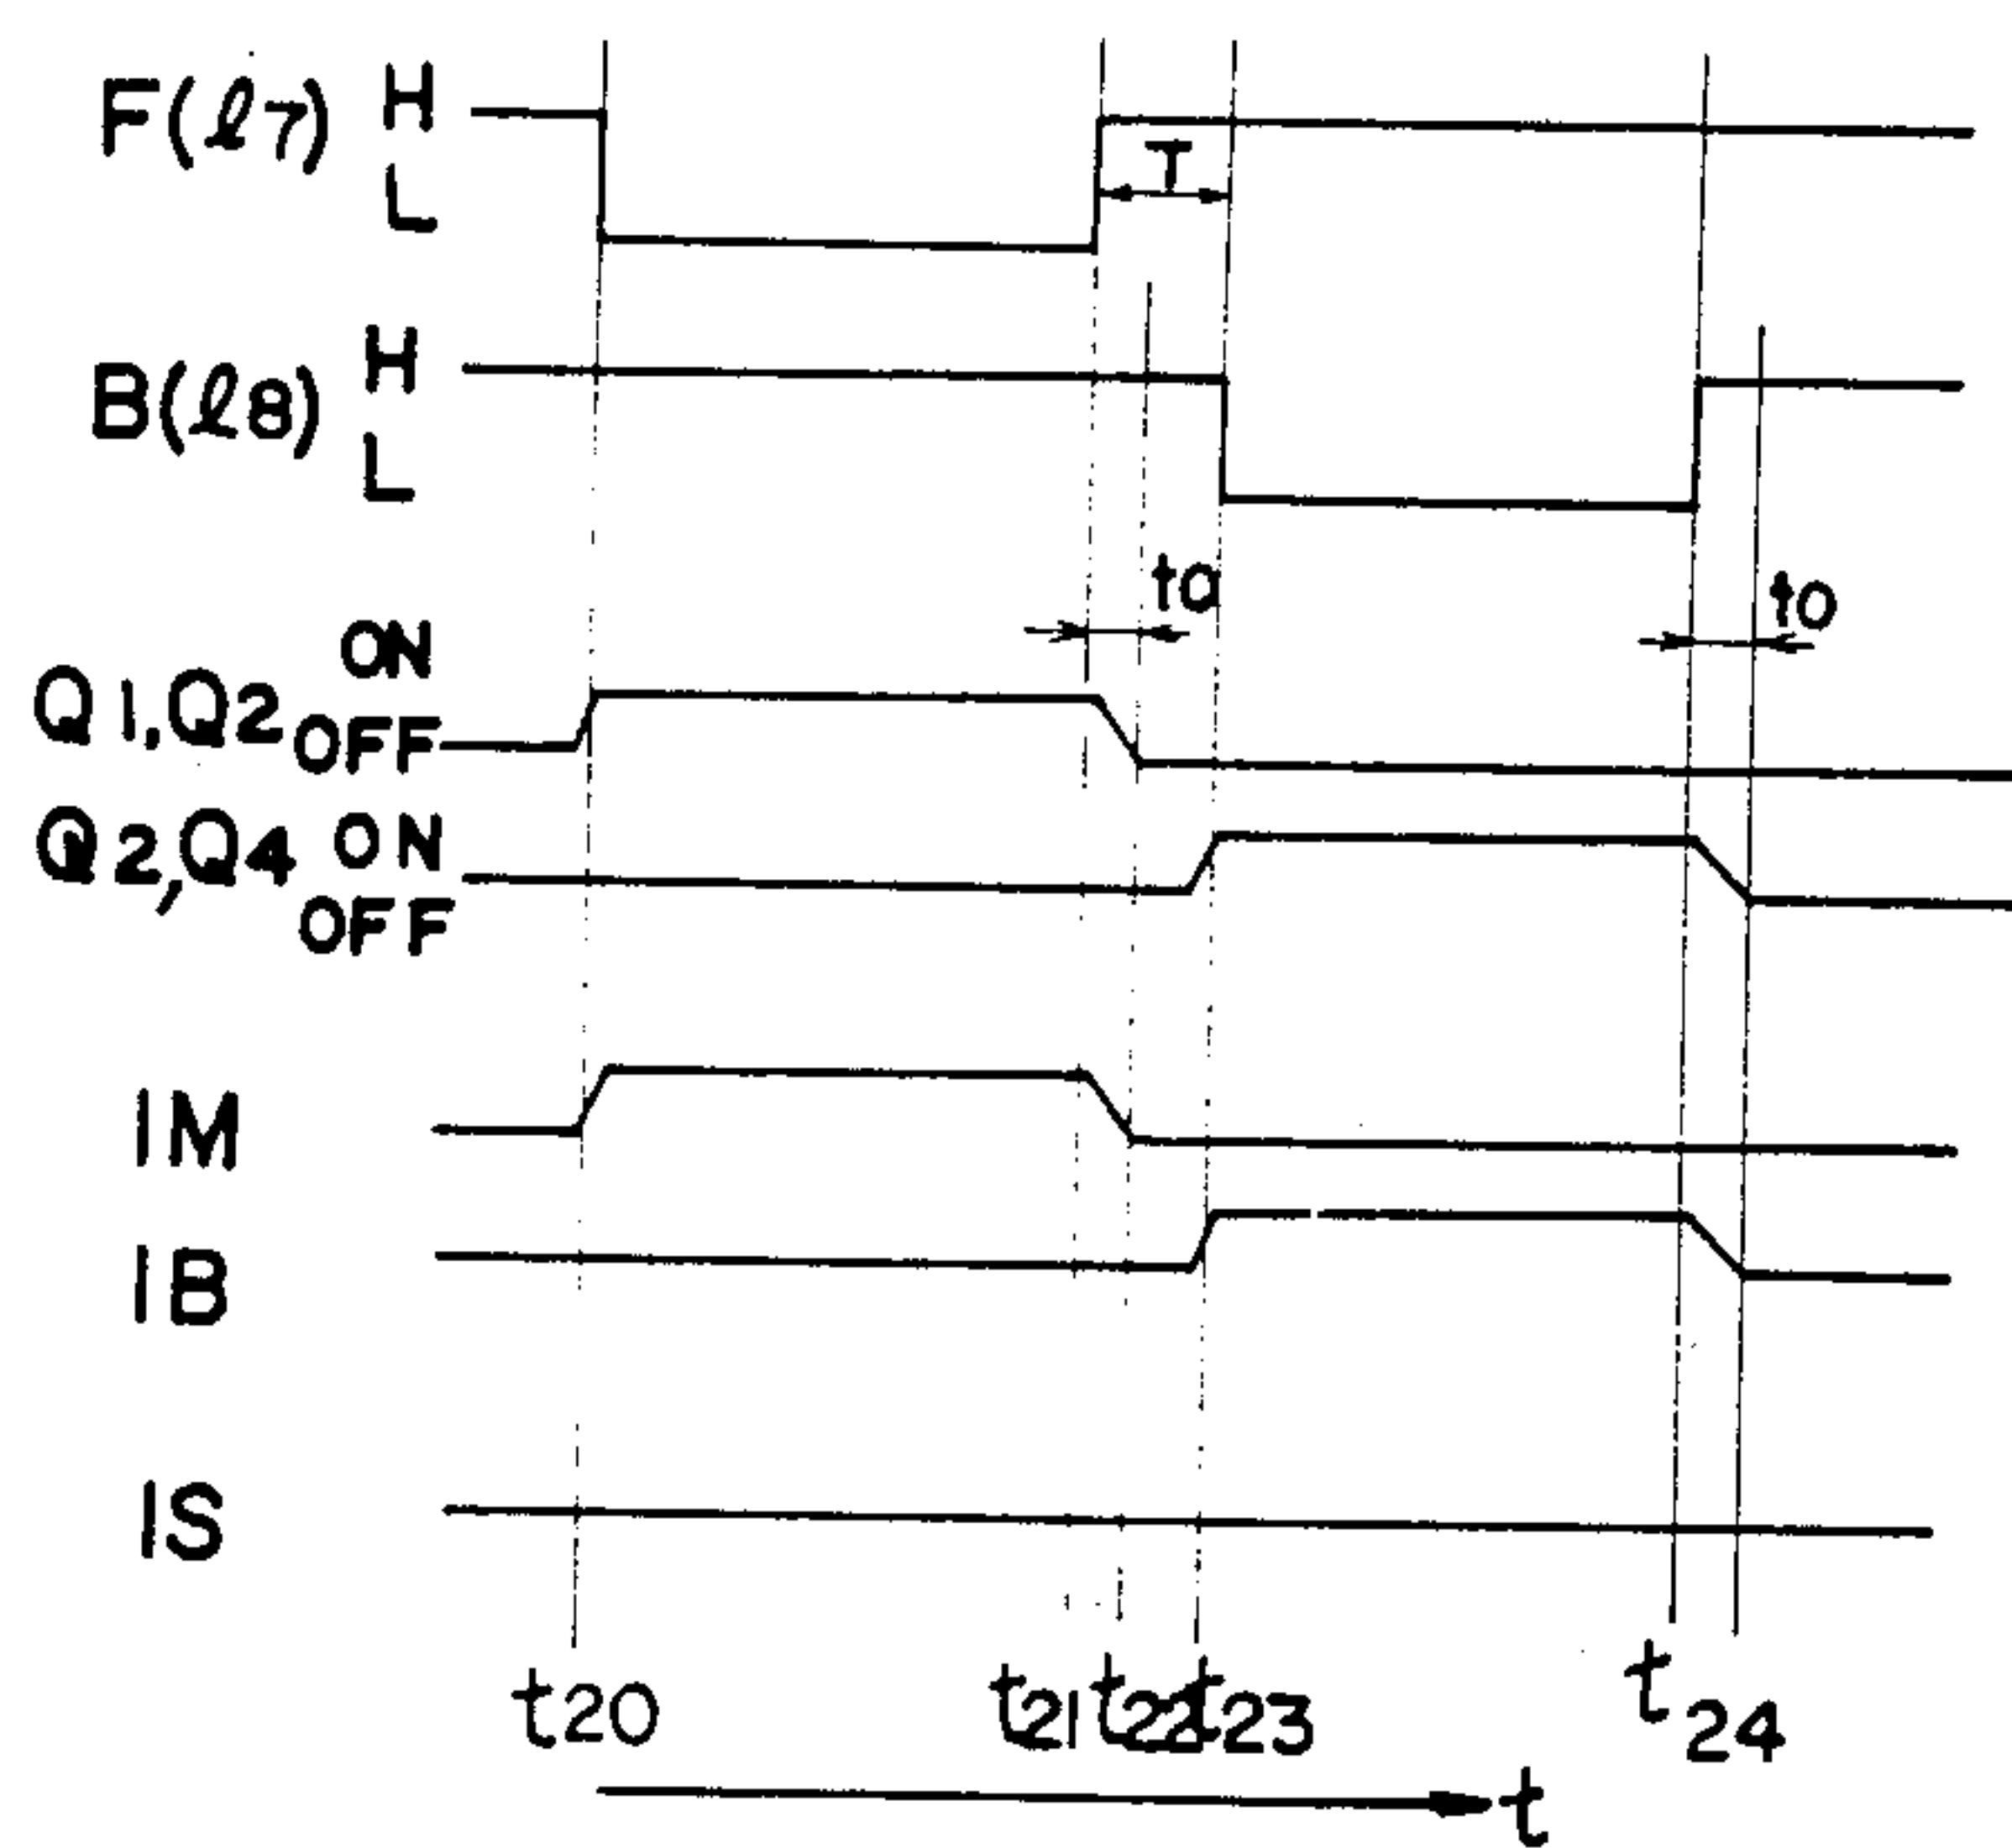 F(ℓ7) H
L
T
B(ℓ8) H
L
ta
to
Q1,Q2 ON
OFF
Q2,Q4 ON
OFF
IM
IB
IS
t20 t21 t22 t23 t24
t